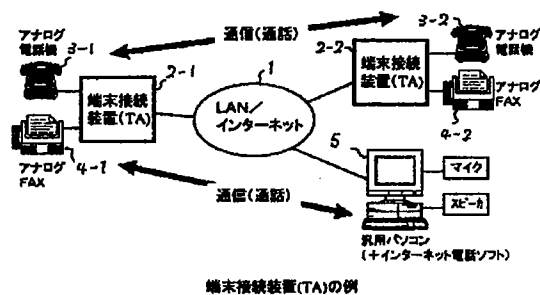 アナログ
電話機
3-1
通信(通話)
3-2
アナログ
電話機
2-1
2-2
1
端末接続
装置(TA)
端末接続
装置(TA)
LAN/
インターネット
アナログ
FAX
4-1
アナログ
FAX
4-2
5
マイク
スピーカ
通信(通話)
汎用パソコン
(+インターネット電話ソフト)
端末接続装置(TA)の例